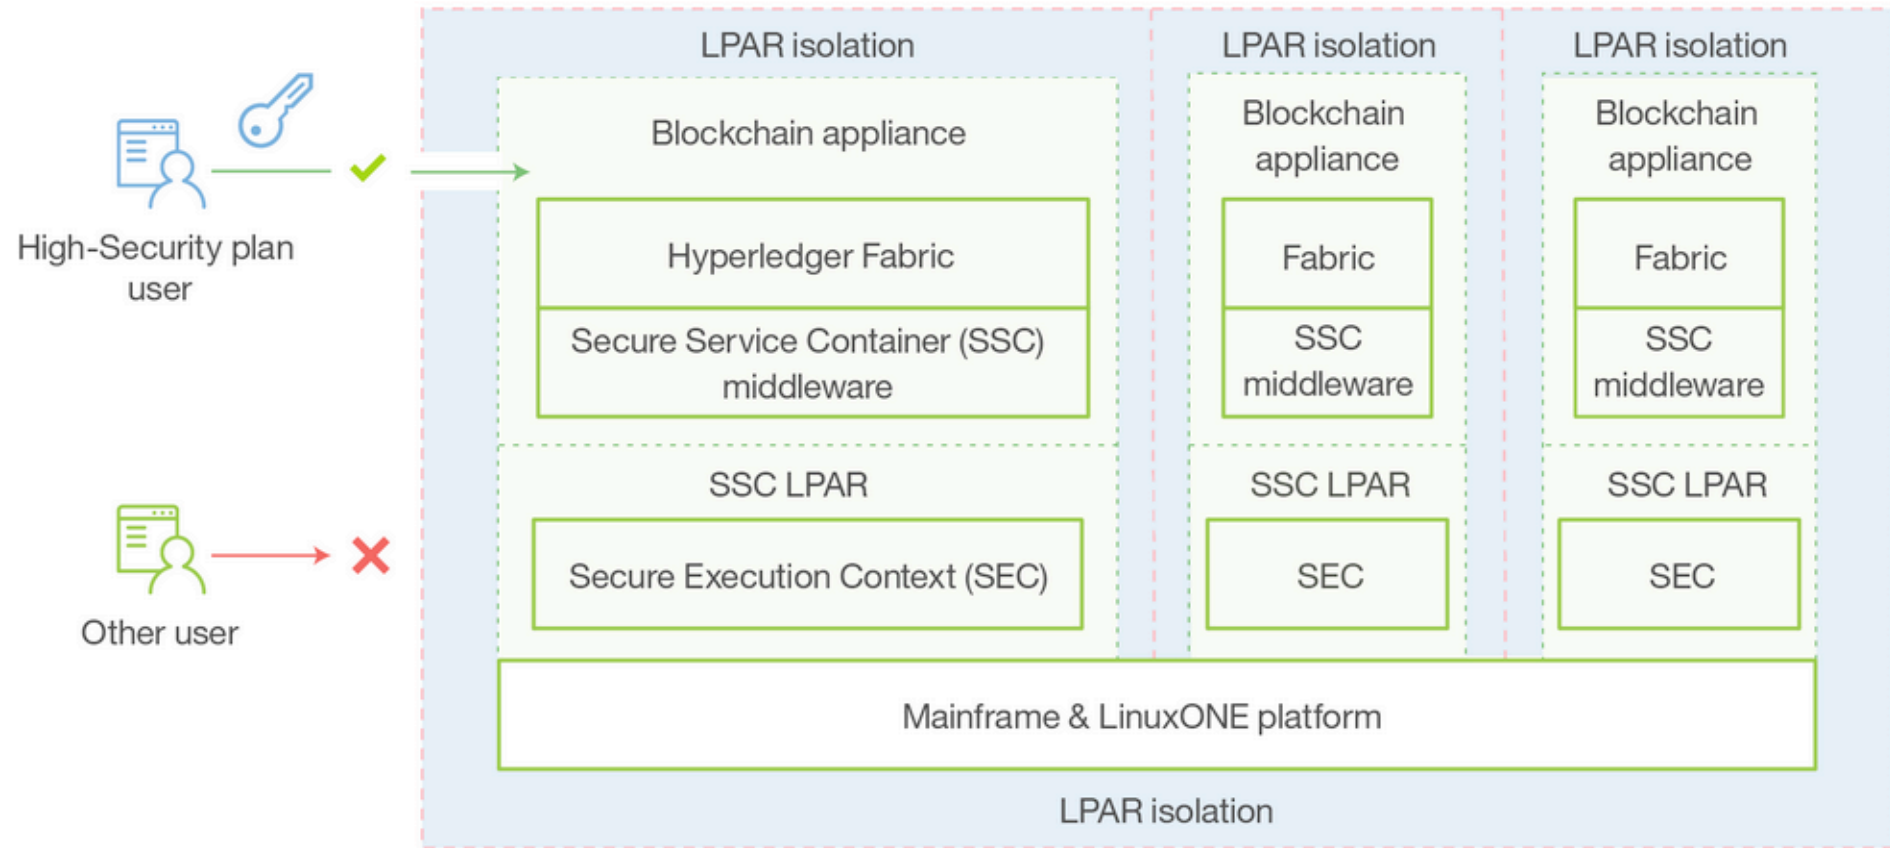 LPAR isolation
LPAR isolation
LPAR isolation
High-Security plan
user
Blockchain appliance
Hyperledger Fabric
Secure Service Container (SSC)
middleware
SSC LPAR
Secure Execution Context (SEC)
Blockchain
appliance
Fabric
SSC
middleware
SSC LPAR
SEC
Blockchain
appliance
Fabric
SSC
middleware
SSC LPAR
SEC
Other user
Mainframe & LinuxONE platform
LPAR isolation